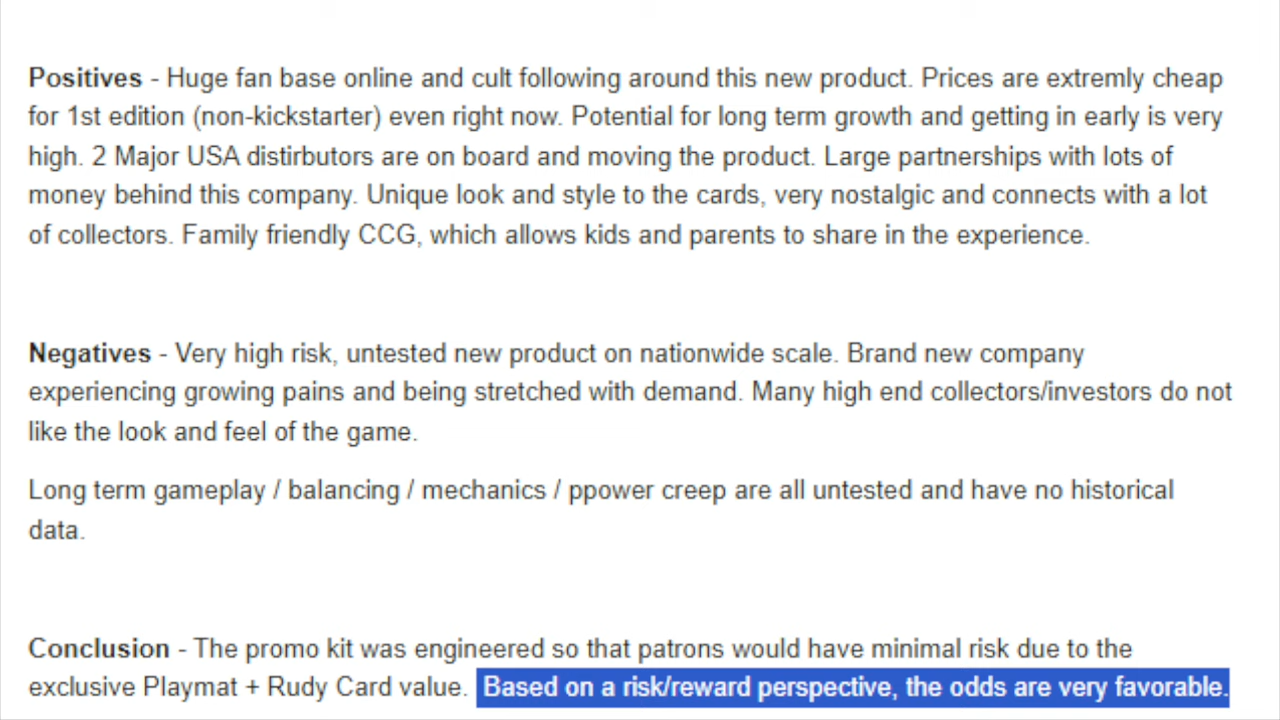 Positives - Huge fan base online and cult following around this new product. Prices are extremly cheap
for 1st edition (non-kickstarter) even right now. Potential for long term growth and getting in early is very
high. 2 Major USA distirbutors are on board and moving the product. Large partnerships with lots of
money behind this company. Unique look and style to the cards, very nostalgic and connects with a lot
of collectors. Family friendly CCG, which allows kids and parents to share in the experience.
Negatives - Very high risk, untested new product on nationwide scale. Brand new company
experiencing growing pains and being stretched with demand. Many high end collectors/investors do not
like the look and feel of the game.
Long term gameplay / balancing / mechanics / ppower creep are all untested and have no historical
data.
Conclusion - The promo kit was engineered so that patrons would have minimal risk due to the
exclusive Playmat + Rudy Card value. Based on a risk/reward perspective, the odds are very favorable.